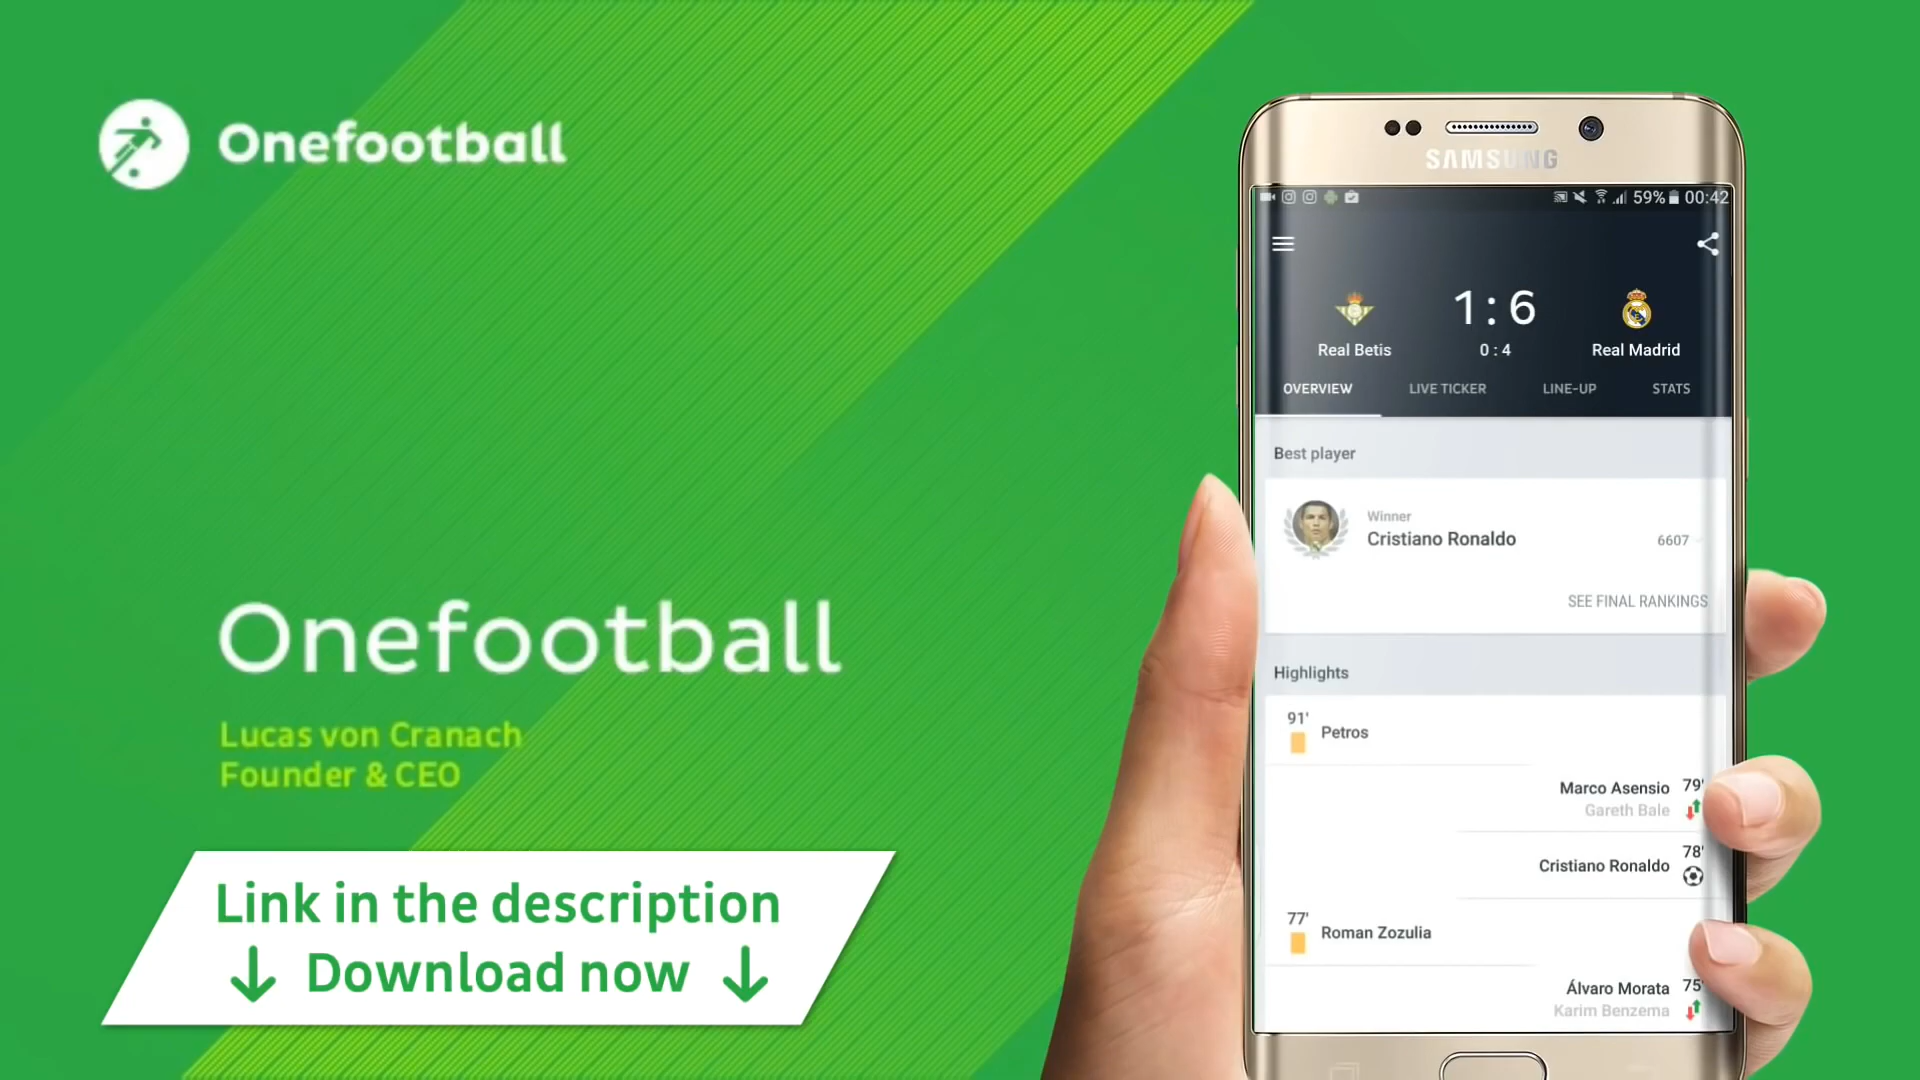 Onefootball
Onefootball
Lucas von Cranach
Founder & CEO
Link in the description
Download now
SAMSUNG
59% 00:42
1 : 6
Real Betis
0 : 4
Real Madrid
OVERVIEW LIVE TICKER LINE-UP STATS
Best player
Winner
Cristiano Ronaldo
6607
SEE FINAL RANKINGS
Highlights
91'
Petros
Marco Asensio 79'
Gareth Bale
78'
Cristiano Ronaldo
77'
Roman Zozulia
Álvaro Morata 75'
Karim Benzema